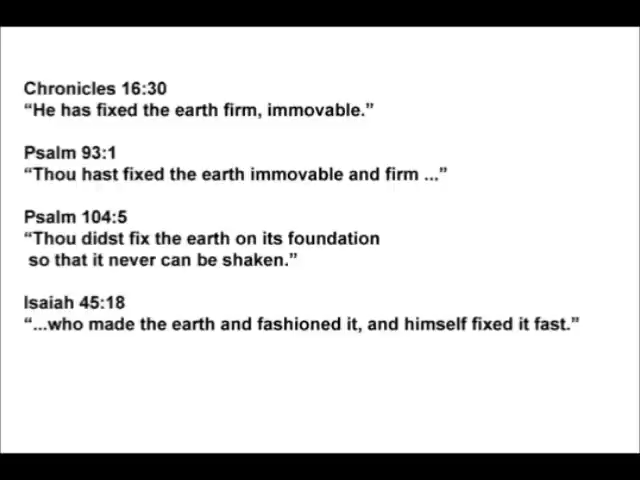 Chronicles 16:30
“He has fixed the earth firm, immovable.”
Psalm 93:1
“Thou hast fixed the earth immovable and firm ...”
Psalm 104:5
“Thou didst fix the earth on its foundation
so that it never can be shaken.”
Isaiah 45:18
“...who made the earth and fashioned it, and himself fixed it fast.”